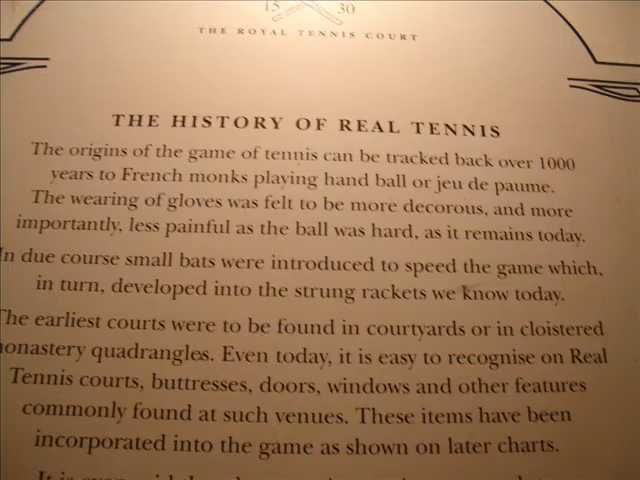 15 30
THE ROYAL TENNIS COURT
THE HISTORY OF REAL TENNIS
The origins of the game of tennis can be tracked back over 1000
years to French monks playing hand ball or jeu de paume.
The wearing of gloves was felt to be more decorous, and more
importantly, less painful as the ball was hard, as it remains today.
In due course small bats were introduced to speed the game which,
in turn, developed into the strung rackets we know today.
The earliest courts were to be found in courtyards or in cloistered
monastery quadrangles. Even today, it is easy to recognise on Real
Tennis courts, buttresses, doors, windows and other features
commonly found at such venues. These items have been
incorporated into the game as shown on later charts.
It is